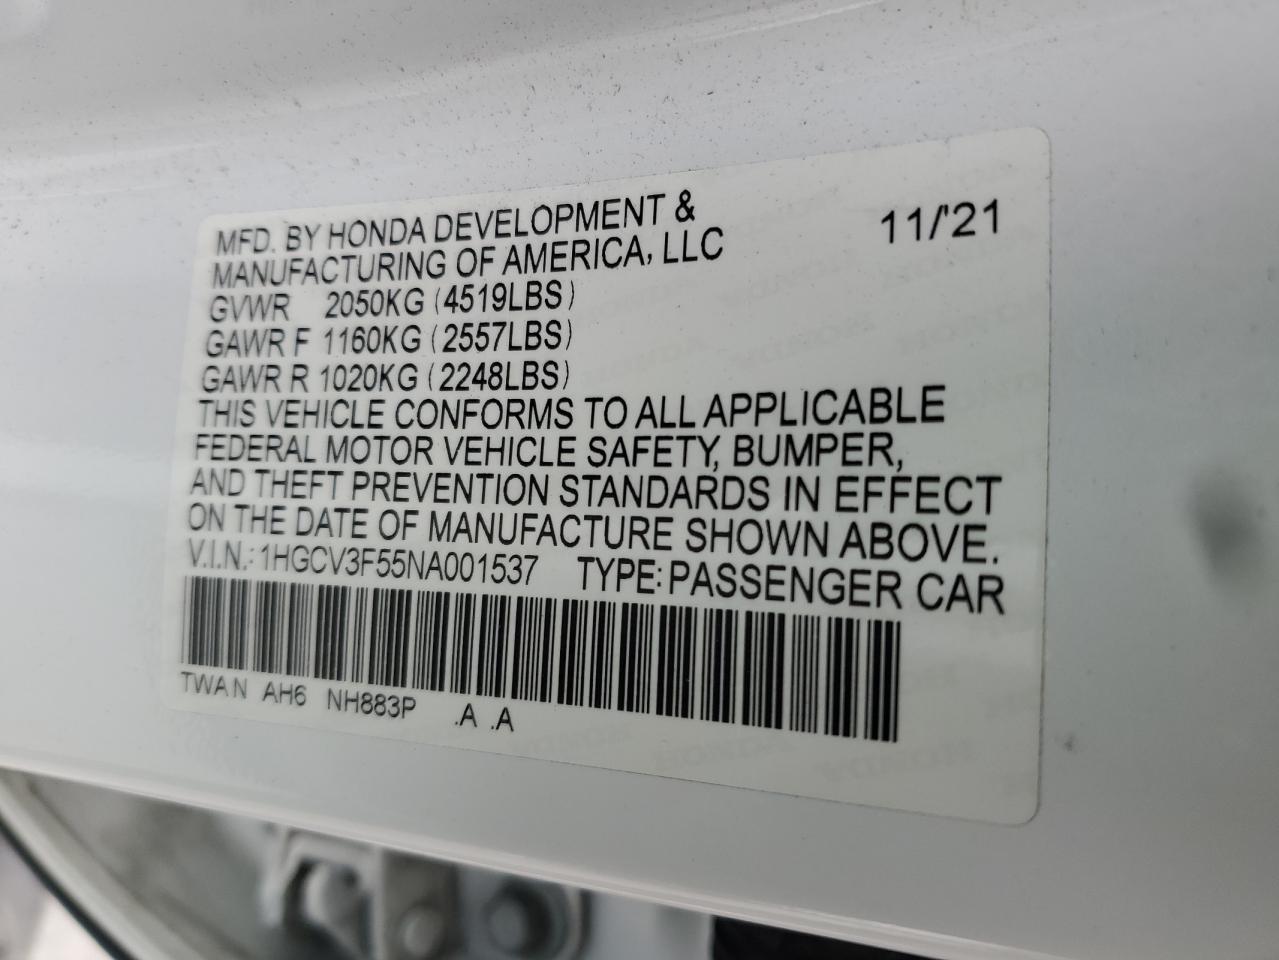 MFD. BY HONDA DEVELOPMENT & 11/'21
MANUFACTURING OF AMERICA, LLC
GVWR 2050KG (4519LBS)
GAWR F 1160KG (2557LBS)
GAWR R 1020KG (2248LBS)
THIS VEHICLE CONFORMS TO ALL APPLICABLE
FEDERAL MOTOR VEHICLE SAFETY, BUMPER,
AND THEFT PREVENTION STANDARDS IN EFFECT
ON THE DATE OF MANUFACTURE SHOWN ABOVE.
V.I.N.: 1HGCV3F55NA001537 TYPE: PASSENGER CAR
TWAN AH6 NH883P .A .A